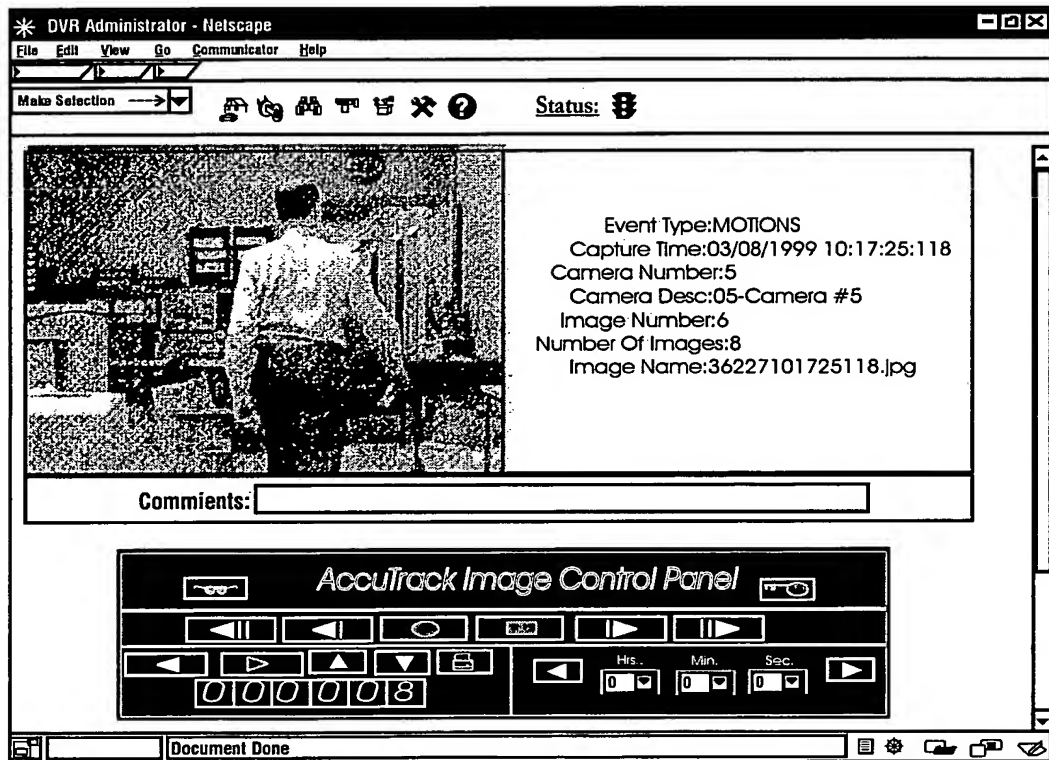 DVR Administrator - Netscape
File Edit View Go Communicator Help
Make Selection --->
Status:
Event Type:MOTIONS
Capture Time:03/08/1999 10:17:25:118
Camera Number:5
Camera Desc:05-Camera #5
Image Number:6
Number Of Images:8
Image Name:36227101725118.jpg
Commients:
AccuTrack Image Control Panel
Hrs.. Min. Sec.
0 0 0
000008
Document Done